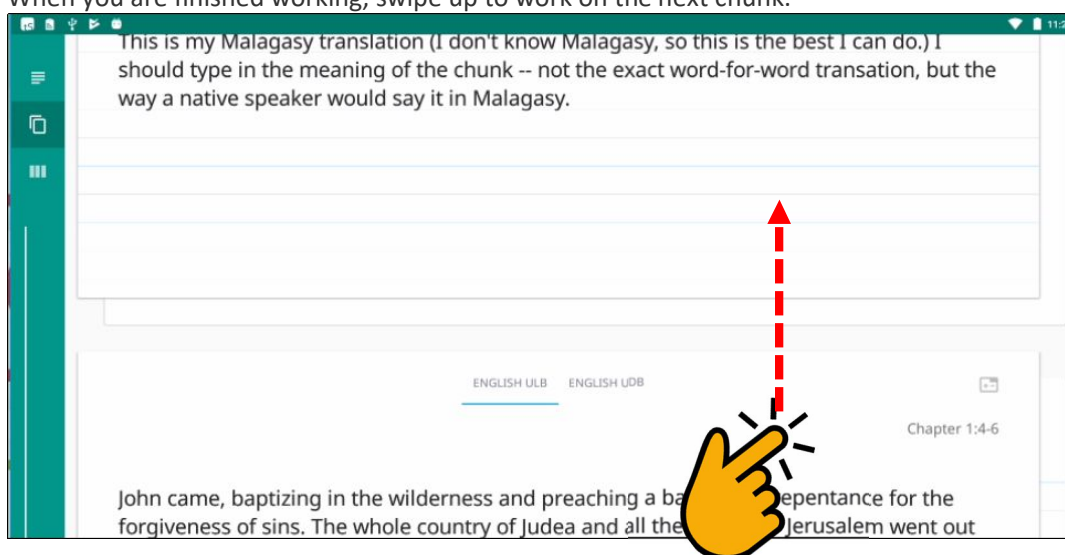 When you are finished working, swipe up to work on the next chunk.
11:2
This is my Malagasy translation (I don't know Malagasy, so this is the best I can do.) I
should type in the meaning of the chunk -- not the exact word-for-word transation, but the
way a native speaker would say it in Malagasy.
ENGLISH ULB ENGLISH UDB
Chapter 1:4-6
John came, baptizing in the wilderness and preaching a ba epentance for the
forgiveness of sins. The whole country of Judea and all the Jerusalem went out